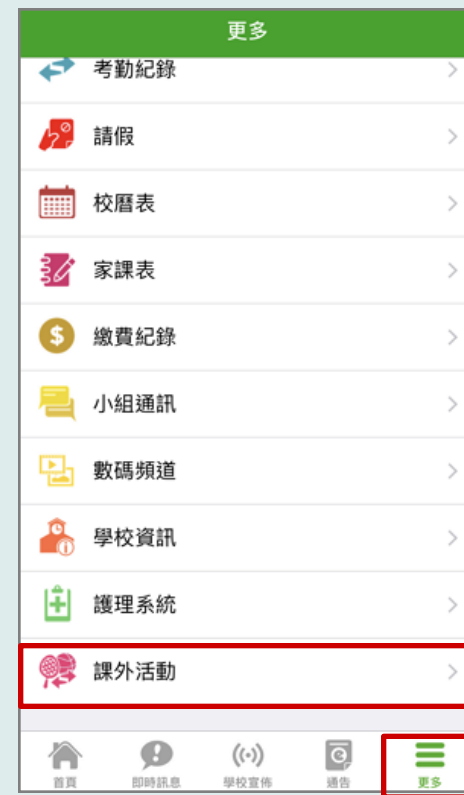 更多
考勤紀錄
請假
校曆表
家課表
繳費紀錄
小組通訊
數碼頻道
學校資訊
護理系統
課外活動
首頁 即時訊息 學校宣佈 通告 更多